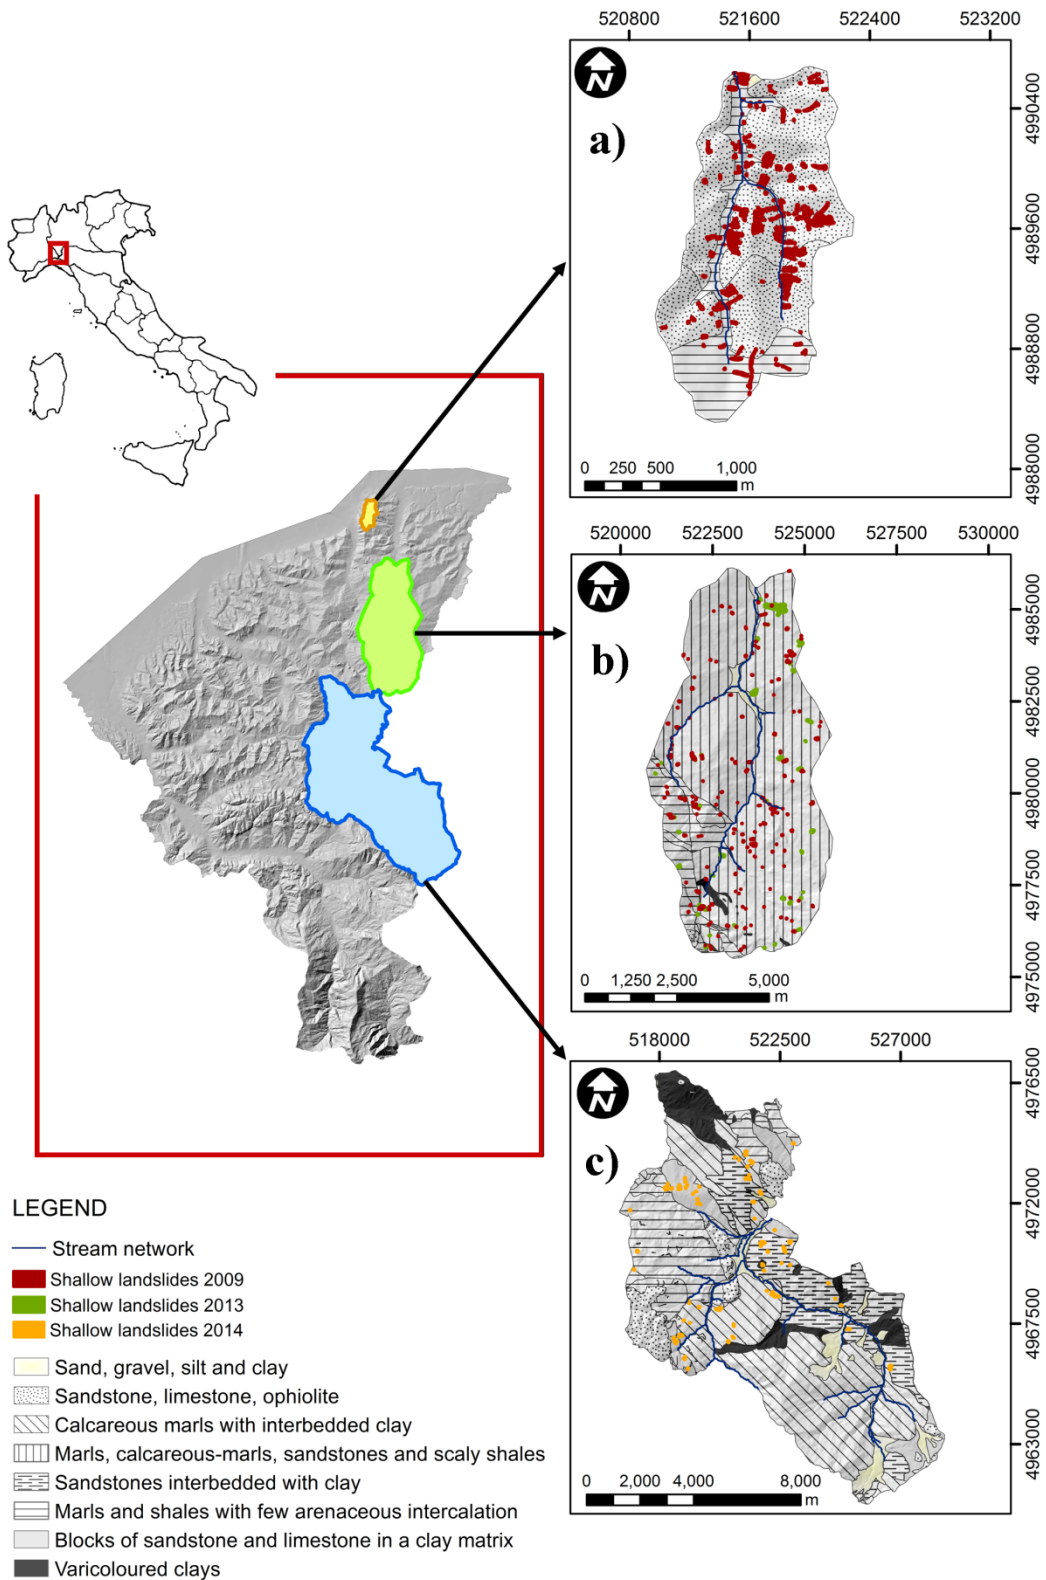 520800 521600 522400 523200
N
a)
4990400
4989600
4988800
4988000
0 250 500 1,000
m
520000 522500 525000 527500 530000
N
b)
4985000
4982500
4980000
4977500
4975000
0 1,250 2,500 5,000
m
518000 522500 527000
N
c)
4976500
4972000
4967500
4963000
0 2,000 4,000 8,000
m
LEGEND
Stream network
Shallow landslides 2009
Shallow landslides 2013
Shallow landslides 2014
Sand, gravel, silt and clay
Sandstone, limestone, ophiolite
Calcareous marls with interbedded clay
Marls, calcareous-marls, sandstones and scaly shales
Sandstones interbedded with clay
Marls and shales with few arenaceous intercalation
Blocks of sandstone and limestone in a clay matrix
Varicoloured clays